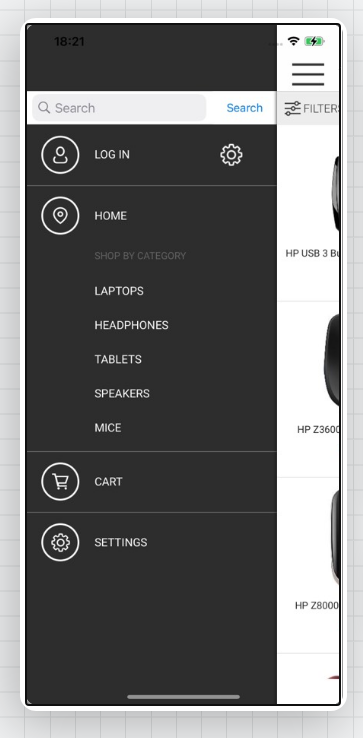 18:21
Search
Search
FILTERS
LOG IN
HOME
HP USB 3 Bu
SHOP BY CATEGORY
LAPTOPS
HEADPHONES
TABLETS
SPEAKERS
MICE
HP Z3600
CART
SETTINGS
HP Z8000